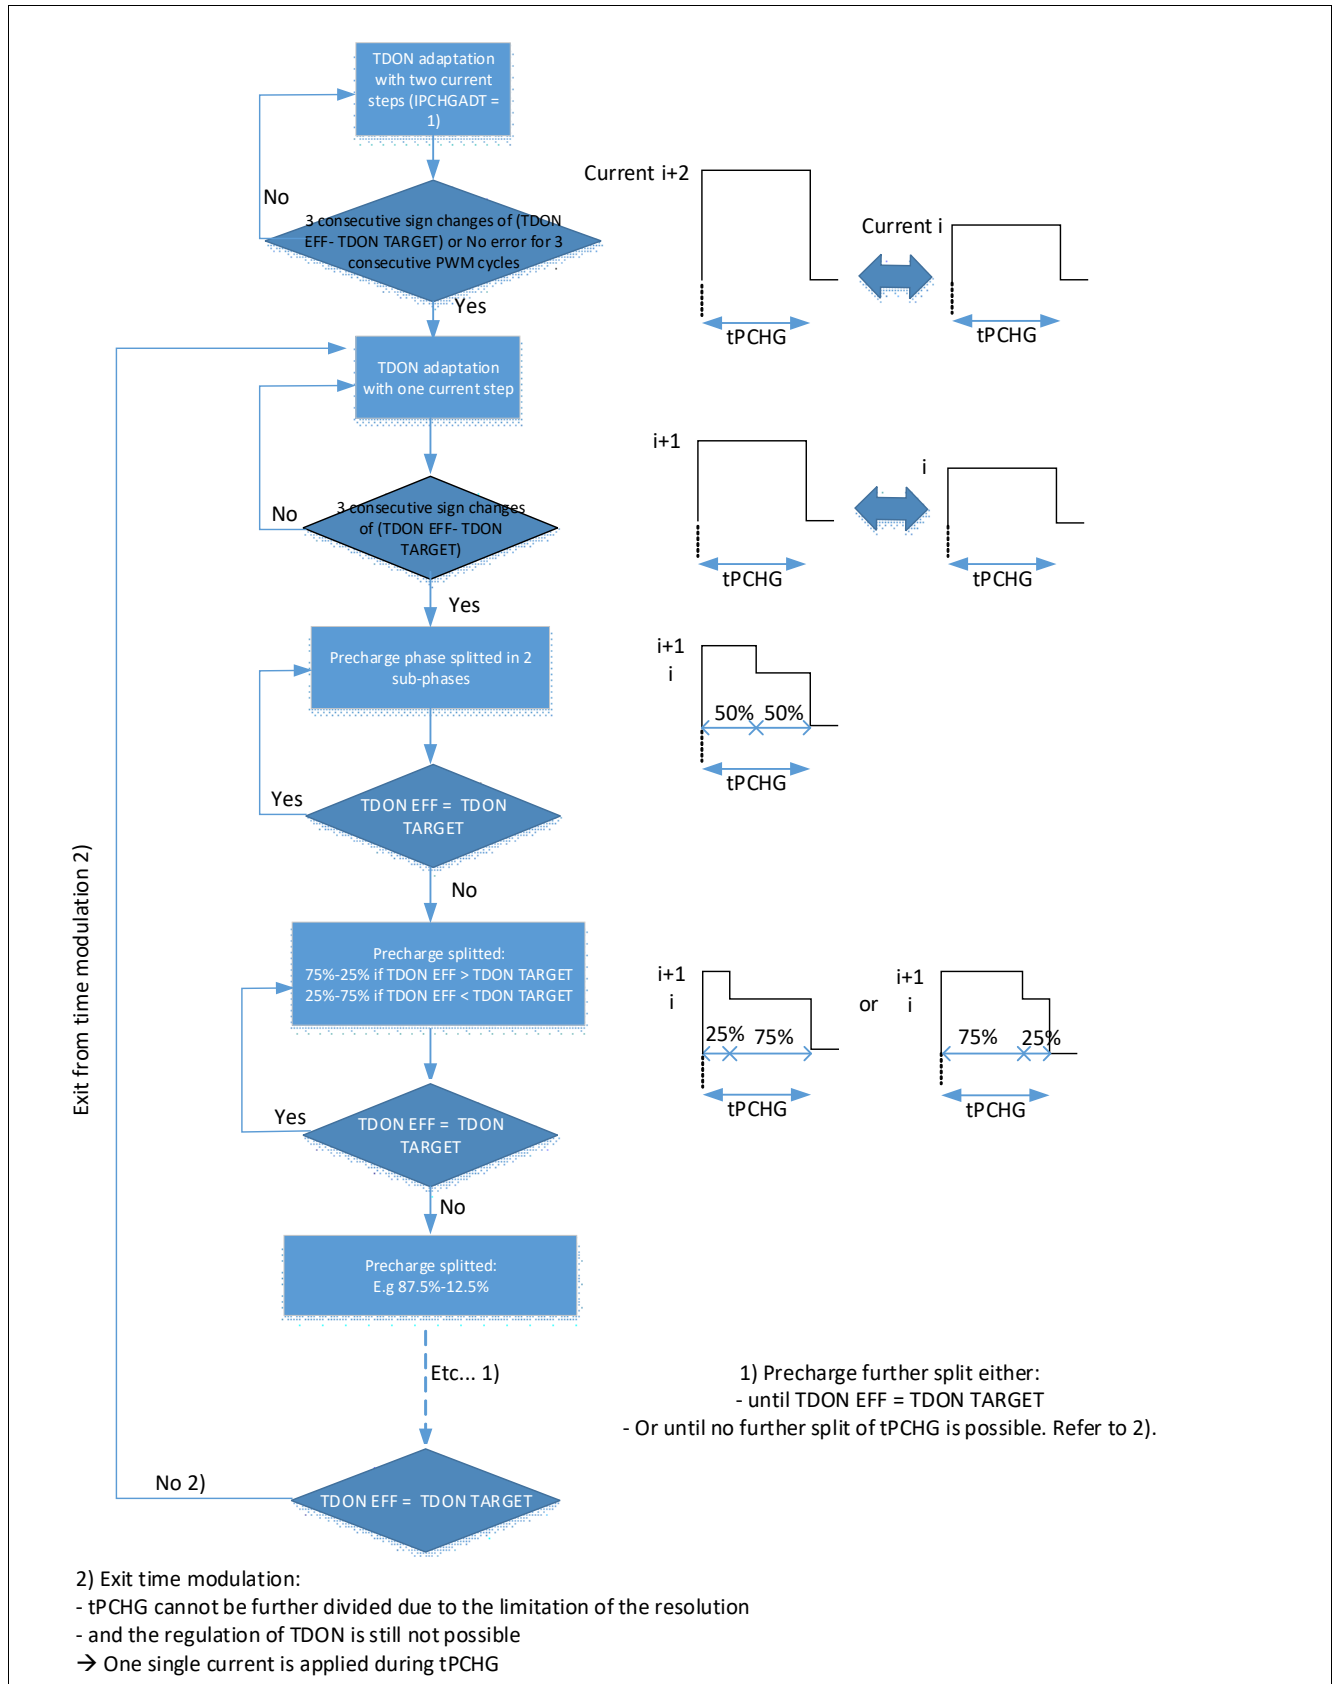 TDON adaptation
with two current
steps (IPCHGADT =
1)
No
3 consecutive sign changes of (TDON
EFF- TDON TARGET) or No error for 3
consecutive PWM cycles
Yes
Current i+2
Current i
tPCHG
tPCHG
TDON adaptation
with one current step
No
3 consecutive sign changes
of (TDON EFF- TDON
TARGET)
Yes
i+1
i
tPCHG
tPCHG
Precharge phase splitted in 2
sub-phases
i+1
i
50%
50%
tPCHG
Yes
TDON EFF = TDON
TARGET
No
Exit from time modulation 2)
Precharge splitted:
75%-25% if TDON EFF > TDON TARGET
25%-75% if TDON EFF < TDON TARGET
i+1
i
25%
75%
tPCHG
or
i+1
i
75%
25%
tPCHG
Yes
TDON EFF = TDON
TARGET
No
Precharge splitted:
E.g 87.5%-12.5%
Etc... 1)
1) Precharge further split either:
- until TDON EFF = TDON TARGET
- Or until no further split of tPCHG is possible. Refer to 2).
No 2)
TDON EFF = TDON TARGET
2) Exit time modulation:
- tPCHG cannot be further divided due to the limitation of the resolution
- and the regulation of TDON is still not possible
→ One single current is applied during tPCHG